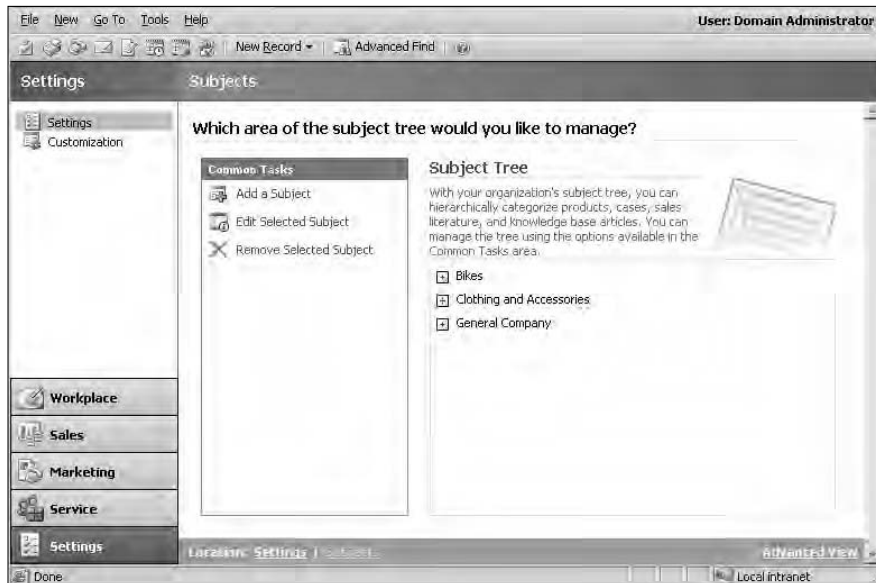 File New Go To Tools Help User: Domain Administrator
New Record Advanced Find
Settings Subjects
Settings
Customization
Which area of the subject tree would you like to manage?
Common Tasks
Add a Subject
Edit Selected Subject
Remove Selected Subject
Subject Tree
With your organization's subject tree, you can
hierarchically categorize products, cases, sales
literature, and knowledge base articles. You can
manage the tree using the options available in the
Common Tasks area.
Bikes
Clothing and Accessories
General Company
Workplace
Sales
Marketing
Service
Settings
Location: Settings | Subjects Advanced View
Done Local intranet